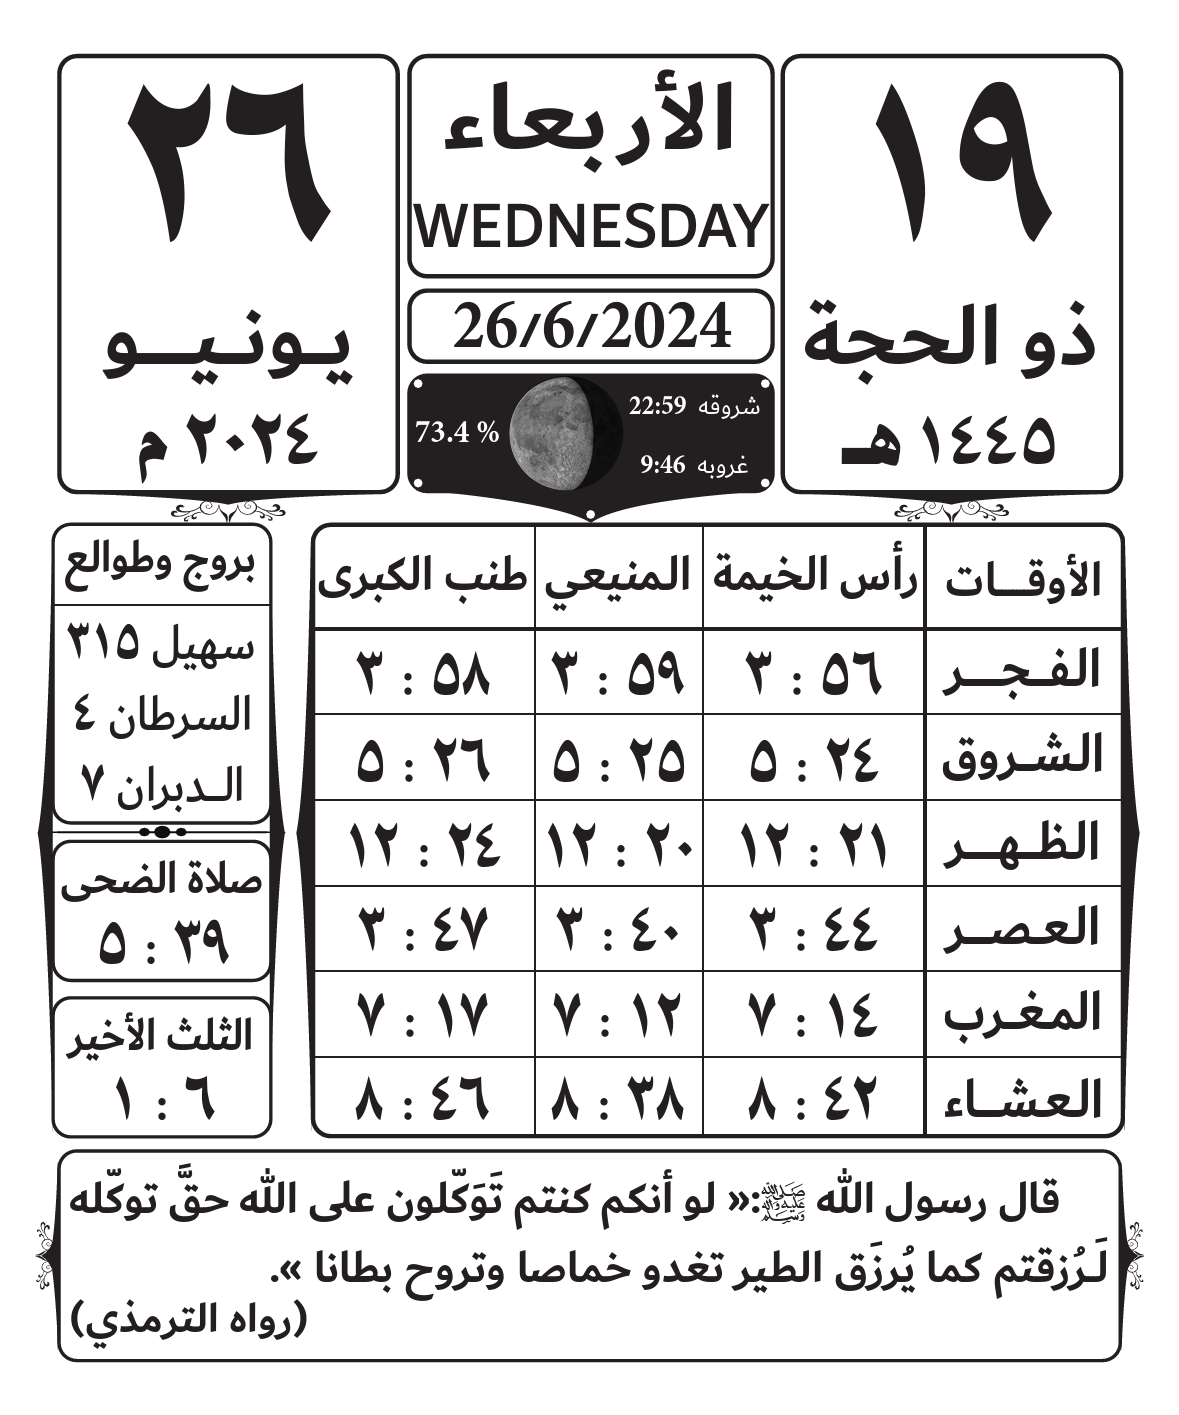 ١٩
ذو الحجة
١٤٤٥ هـ
الأربعاء
WEDNESDAY
26/6/2024
شروقه 22:59
غروبه 9:46
73.4 %
٢٦
يونيو
٢٠٢٤ م
الأوقات رأس الخيمة المنيعي طنب الكبرى
الفجر ٣ : ٥٦ ٣ : ٥٩ ٣ : ٥٨
الشروق ٥ : ٢٤ ٥ : ٢٥ ٥ : ٢٦
الظهر ١٢ : ٢١ ١٢ : ٢٠ ١٢ : ٢٤
العصر ٣ : ٤٤ ٣ : ٤٠ ٣ : ٤٧
المغرب ٧ : ١٤ ٧ : ١٢ ٧ : ١٧
العشاء ٨ : ٤٢ ٨ : ٣٨ ٨ : ٤٦
بروج وطوالع
سهيل ٣١٥
السرطان ٤
الدبران ٧
صلاة الضحى
٥ : ٣٩
الثلث الأخير
١ : ٦
قال رسول الله ﷺ:« لو أنكم كنتم تَوَكّلون على الله حقَّ توكّله
لَرُزقتم كما يُرزَق الطير تغدو خماصا وتروح بطانا ».
(رواه الترمذي)